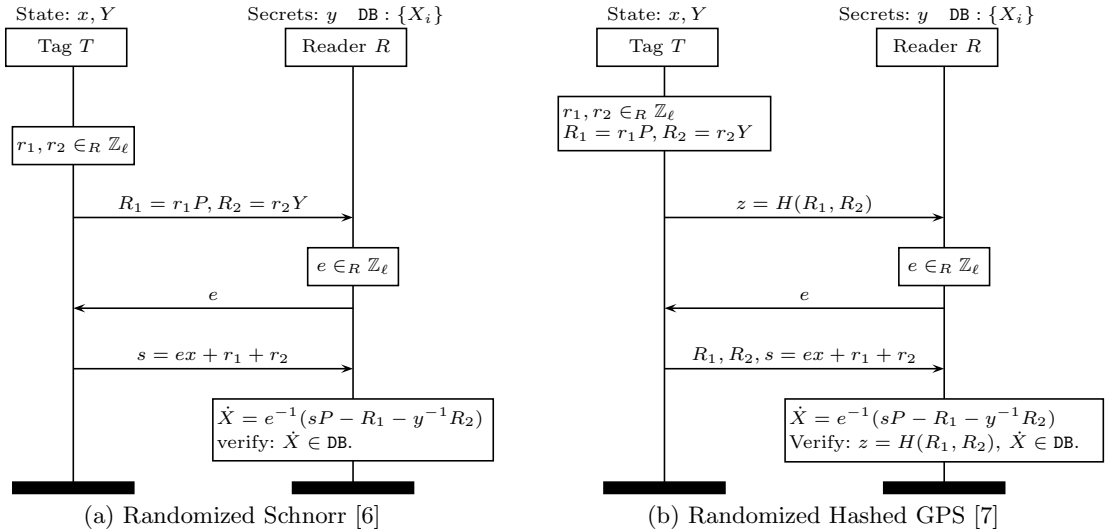 State: x, Y
Secrets: y DB : {X_i}
Tag T
Reader R
r_1, r_2 ∈_R ℤ_ℓ
R_1 = r_1P, R_2 = r_2Y
e ∈_R ℤ_ℓ
e
s = ex + r_1 + r_2
Ẋ = e^{-1}(sP − R_1 − y^{-1}R_2)
verify: Ẋ ∈ DB.
(a) Randomized Schnorr [6]
State: x, Y
Secrets: y DB : {X_i}
Tag T
Reader R
r_1, r_2 ∈_R ℤ_ℓ
R_1 = r_1P, R_2 = r_2Y
z = H(R_1, R_2)
e ∈_R ℤ_ℓ
e
R_1, R_2, s = ex + r_1 + r_2
Ẋ = e^{-1}(sP − R_1 − y^{-1}R_2)
Verify: z = H(R_1, R_2), Ẋ ∈ DB.
(b) Randomized Hashed GPS [7]